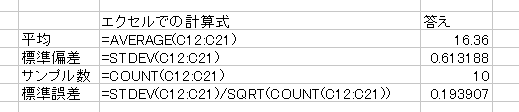 エクセルでの計算式 答え
平均 =AVERAGE(C12:C21) 16.36
標準偏差 =STDEV(C12:C21) 0.613188
サンプル数 =COUNT(C12:C21) 10
標準誤差 =STDEV(C12:C21)/SQRT(COUNT(C12:C21)) 0.193907